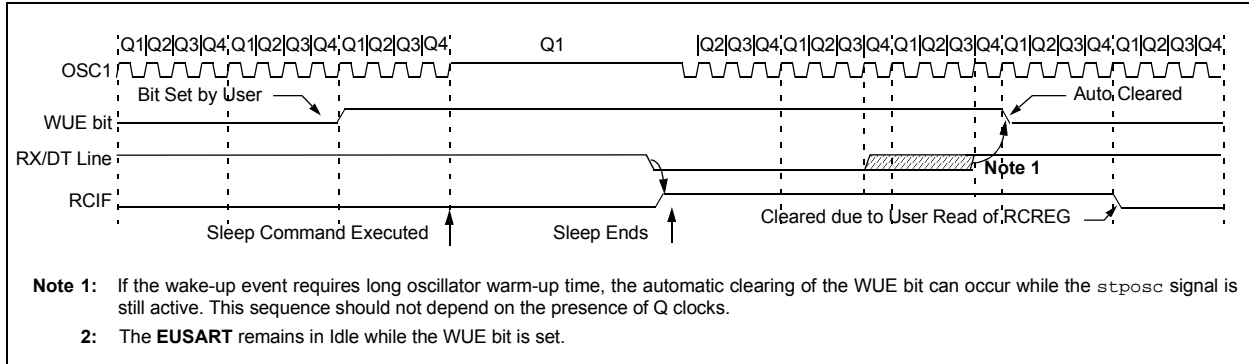 Q1|Q2|Q3|Q4|Q1|Q2|Q3|Q4|Q1|Q2|Q3|Q4 Q1 |Q2|Q3|Q4|Q1|Q2|Q3|Q4|Q1|Q2|Q3|Q4|Q1|Q2|Q3|Q4|Q1|Q2|Q3|Q4
OSC1
Bit Set by User Auto Cleared
WUE bit
RX/DT Line
Note 1
RCIF
Cleared due to User Read of RCREG
Sleep Command Executed Sleep Ends
Note 1: If the wake-up event requires long oscillator warm-up time, the automatic clearing of the WUE bit can occur while the stposc signal is
still active. This sequence should not depend on the presence of Q clocks.
2: The EUSART remains in Idle while the WUE bit is set.